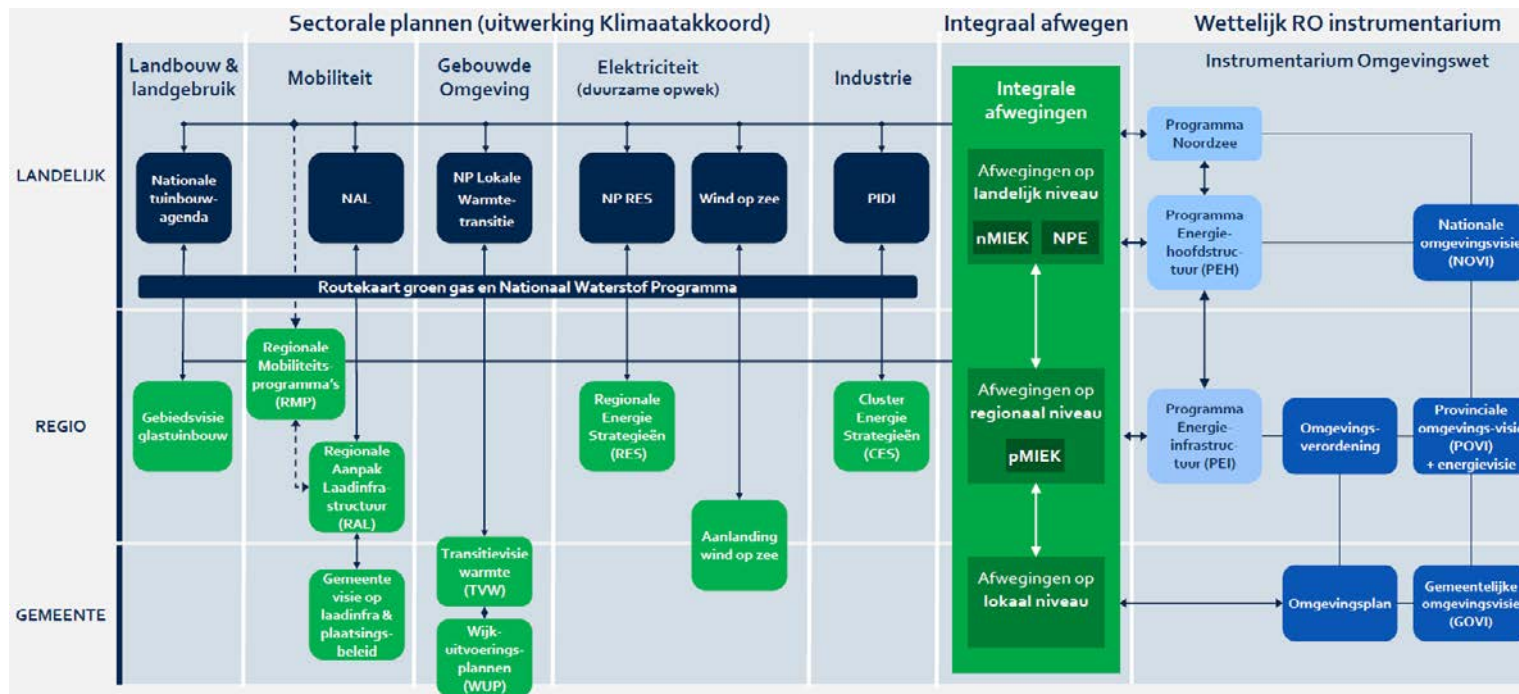 Sectorale plannen (uitwerking Klimaatakkoord)
Integraal afwegen
Wettelijk RO instrumentarium
Landbouw &
landgebruik
Mobiliteit
Gebouwde
Omgeving
Elektriciteit
(duurzame opwek)
Industrie
Integrale
afwegingen
Instrumentarium Omgevingswet
LANDELIJK
Nationale
tuinbouw-
agenda
NAL
NP Lokale
Warmte-
transitie
NP RES
Wind op zee
PIDI
Afwegingen op
landelijk niveau
nMIEK
NPE
Programma
Noordzee
Programma
Energie-
hoofdstruc-
tuur (PEH)
Nationale
omgevingsvisie
(NOVI)
Routekaart groen gas en Nationaal Waterstof Programma
REGIO
Gebiedsvisie
glastuinbouw
Regionale
Mobiliteits-
programma's
(RMP)
Regionale
Aanpak
Laadinfra-
structuur
(RAL)
Regionale
Energie
Strategieën
(RES)
Cluster
Energie
Strategieën
(CES)
Afwegingen op
regionaal niveau
pMIEK
Programma
Energie-
infrastruc-
tuur (PEI)
Omgevings-
verordening
Provinciale
omgevings-visie
(POVI)
+ energievisie
Aanlanding
wind op zee
GEMEENTE
Gemeente
visie op
laadinfra &
plaatsings-
beleid
Transitievisie
warmte
(TVW)
Wijk-
uitvoerings-
plannen
(WUP)
Afwegingen op
lokaal niveau
Omgevingsplan
Gemeentelijke
omgevingsvisie
(GOVI)